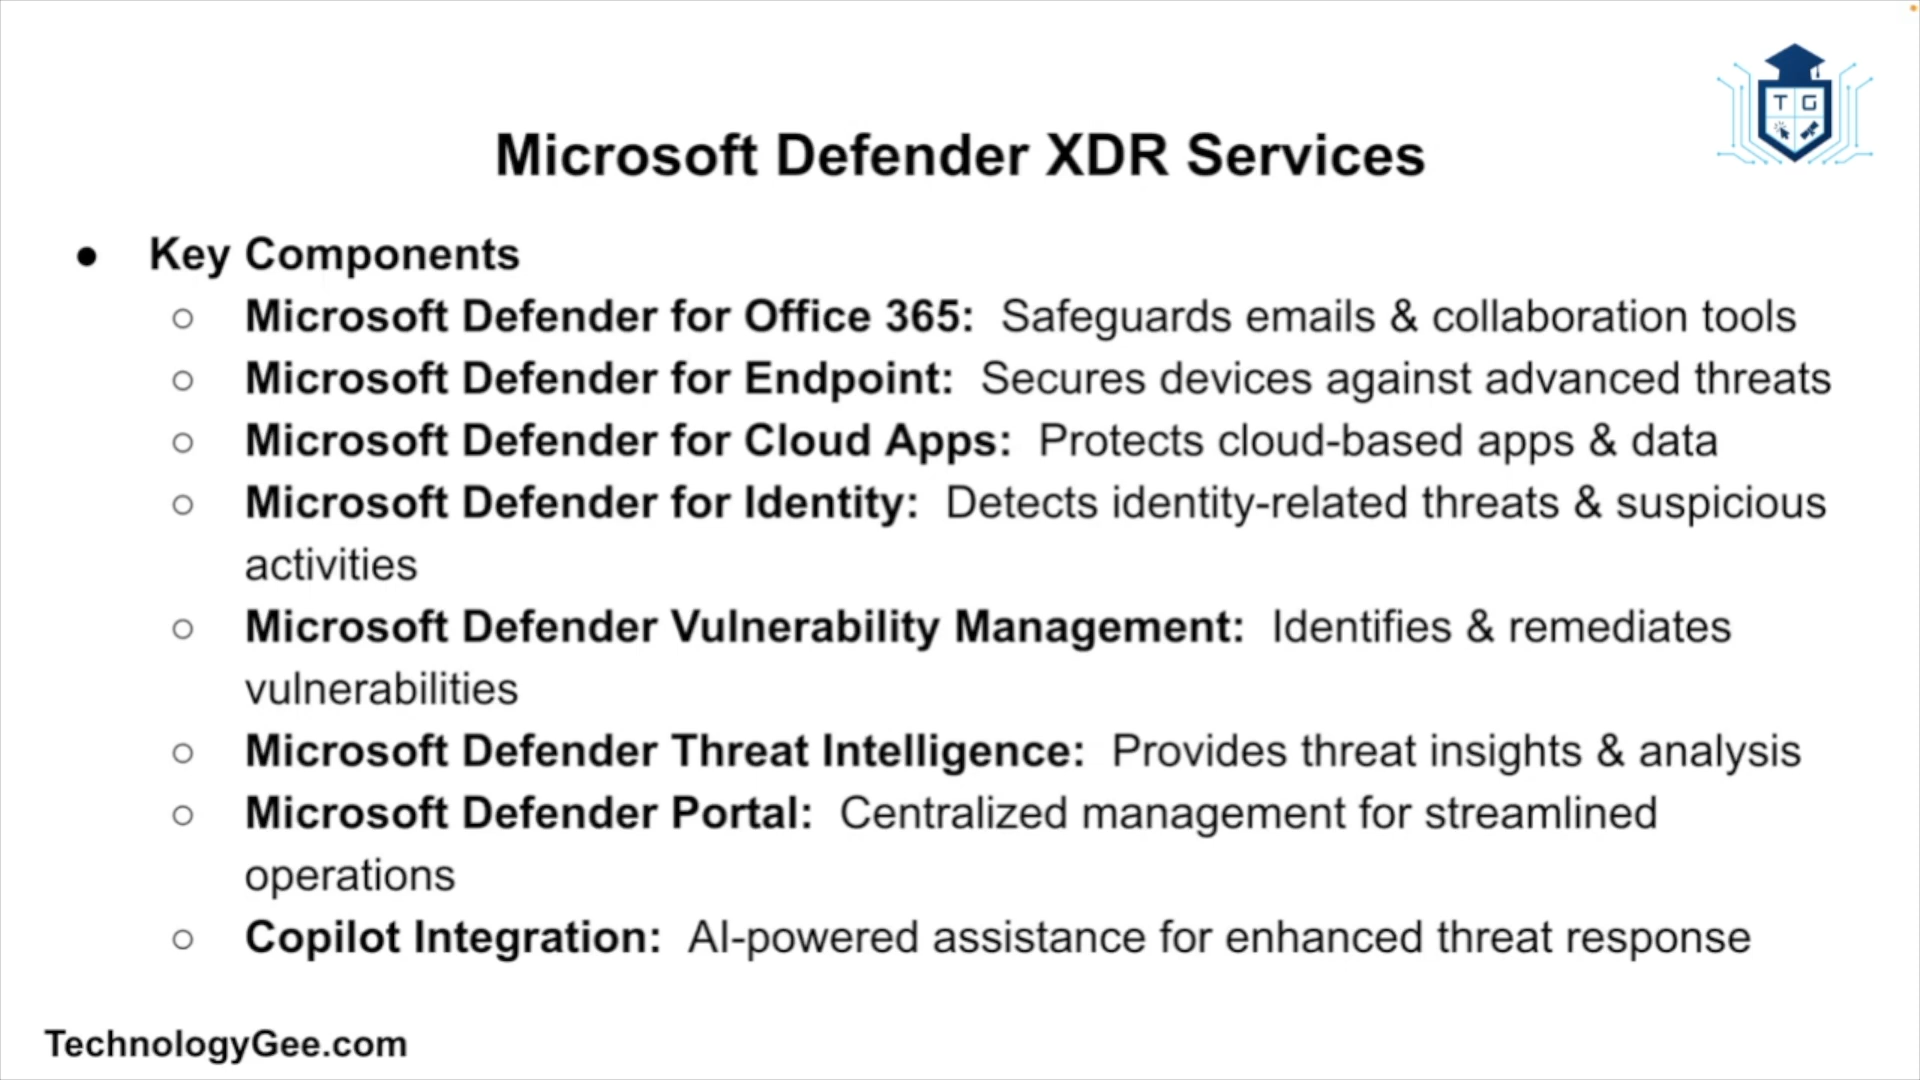 T G
Microsoft Defender XDR Services
● Key Components
○ Microsoft Defender for Office 365: Safeguards emails & collaboration tools
○ Microsoft Defender for Endpoint: Secures devices against advanced threats
○ Microsoft Defender for Cloud Apps: Protects cloud-based apps & data
○ Microsoft Defender for Identity: Detects identity-related threats & suspicious
activities
○ Microsoft Defender Vulnerability Management: Identifies & remediates
vulnerabilities
○ Microsoft Defender Threat Intelligence: Provides threat insights & analysis
○ Microsoft Defender Portal: Centralized management for streamlined
operations
○ Copilot Integration: AI-powered assistance for enhanced threat response
TechnologyGee.com